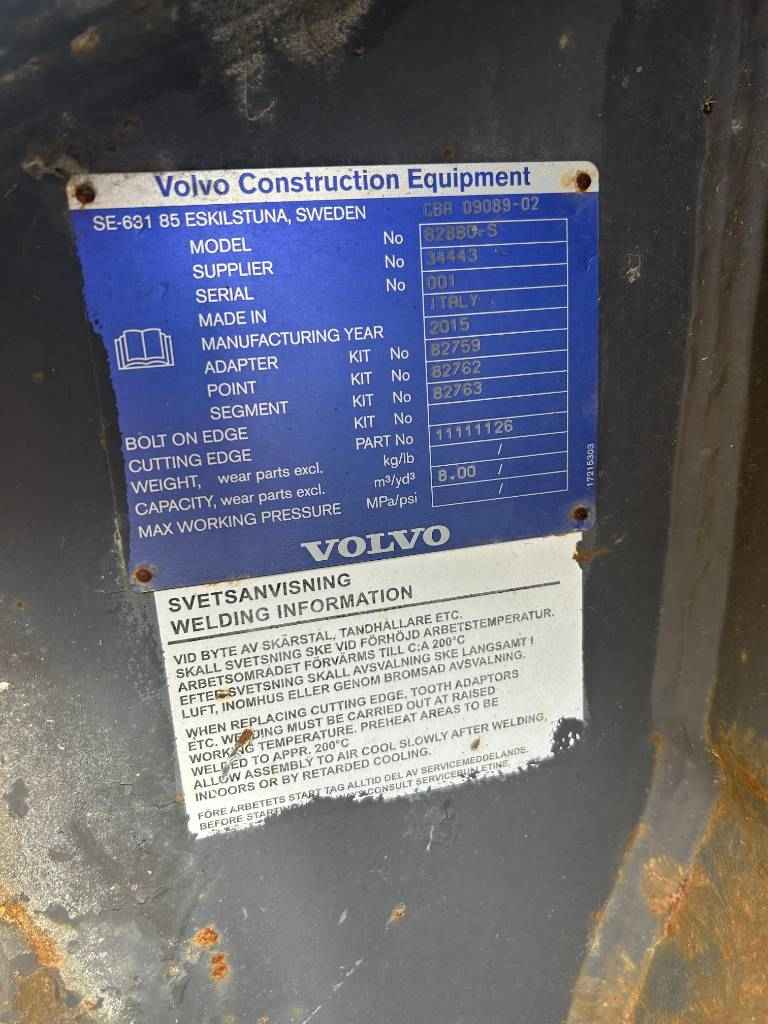 Volvo Construction Equipment
SE-631 85 ESKILSTUNA, SWEDEN GBA 09089-02
MODEL No 82880-S
SUPPLIER No 34443
SERIAL No 001
MADE IN ITALY
MANUFACTURING YEAR 2015
ADAPTER KIT No 82759
POINT KIT No 82762
SEGMENT KIT No 82763
BOLT ON EDGE KIT No
CUTTING EDGE PART No 11111126
WEIGHT, wear parts excl. kg/lb /
CAPACITY, wear parts excl. m³/yd³ 8.00 /
MAX WORKING PRESSURE MPa/psi /
17215303
VOLVO
SVETSANVISNING
WELDING INFORMATION
VID BYTE AV SKÄRSTÅL, TANDHÅLLARE ETC.
SKALL SVETSNING SKE VID FÖRHÖJD ARBETSTEMPERATUR.
ARBETSOMRÅDET FÖRVÄRMS TILL C:A 200°C
EFTER SVETSNING SKALL AVSVALNING SKE LÅNGSAMT I
LUFT, INOMHUS ELLER GENOM BROMSAD AVSVALNING.
WHEN REPLACING CUTTING EDGE, TOOTH ADAPTORS
ETC. WELDING MUST BE CARRIED OUT AT RAISED
WORKING TEMPERATURE. PREHEAT AREAS TO BE
WELDED TO APPR. 200°C
ALLOW ASSEMBLY TO AIR COOL SLOWLY AFTER WELDING,
INDOORS OR BY RETARDED COOLING.
FÖRE ARBETETS START TAG ALLTID DEL AV SERVICEMEDDELANDE.
BEFORE CONSULT SERVICEBULLETINE.